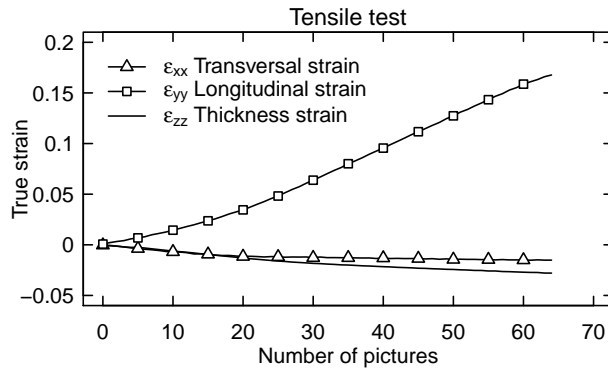 Tensile test
0.2
0.15
0.1
0.05
0
−0.05
True strain
εxx Transversal strain
εyy Longitudinal strain
εzz Thickness strain
0 10 20 30 40 50 60 70
Number of pictures